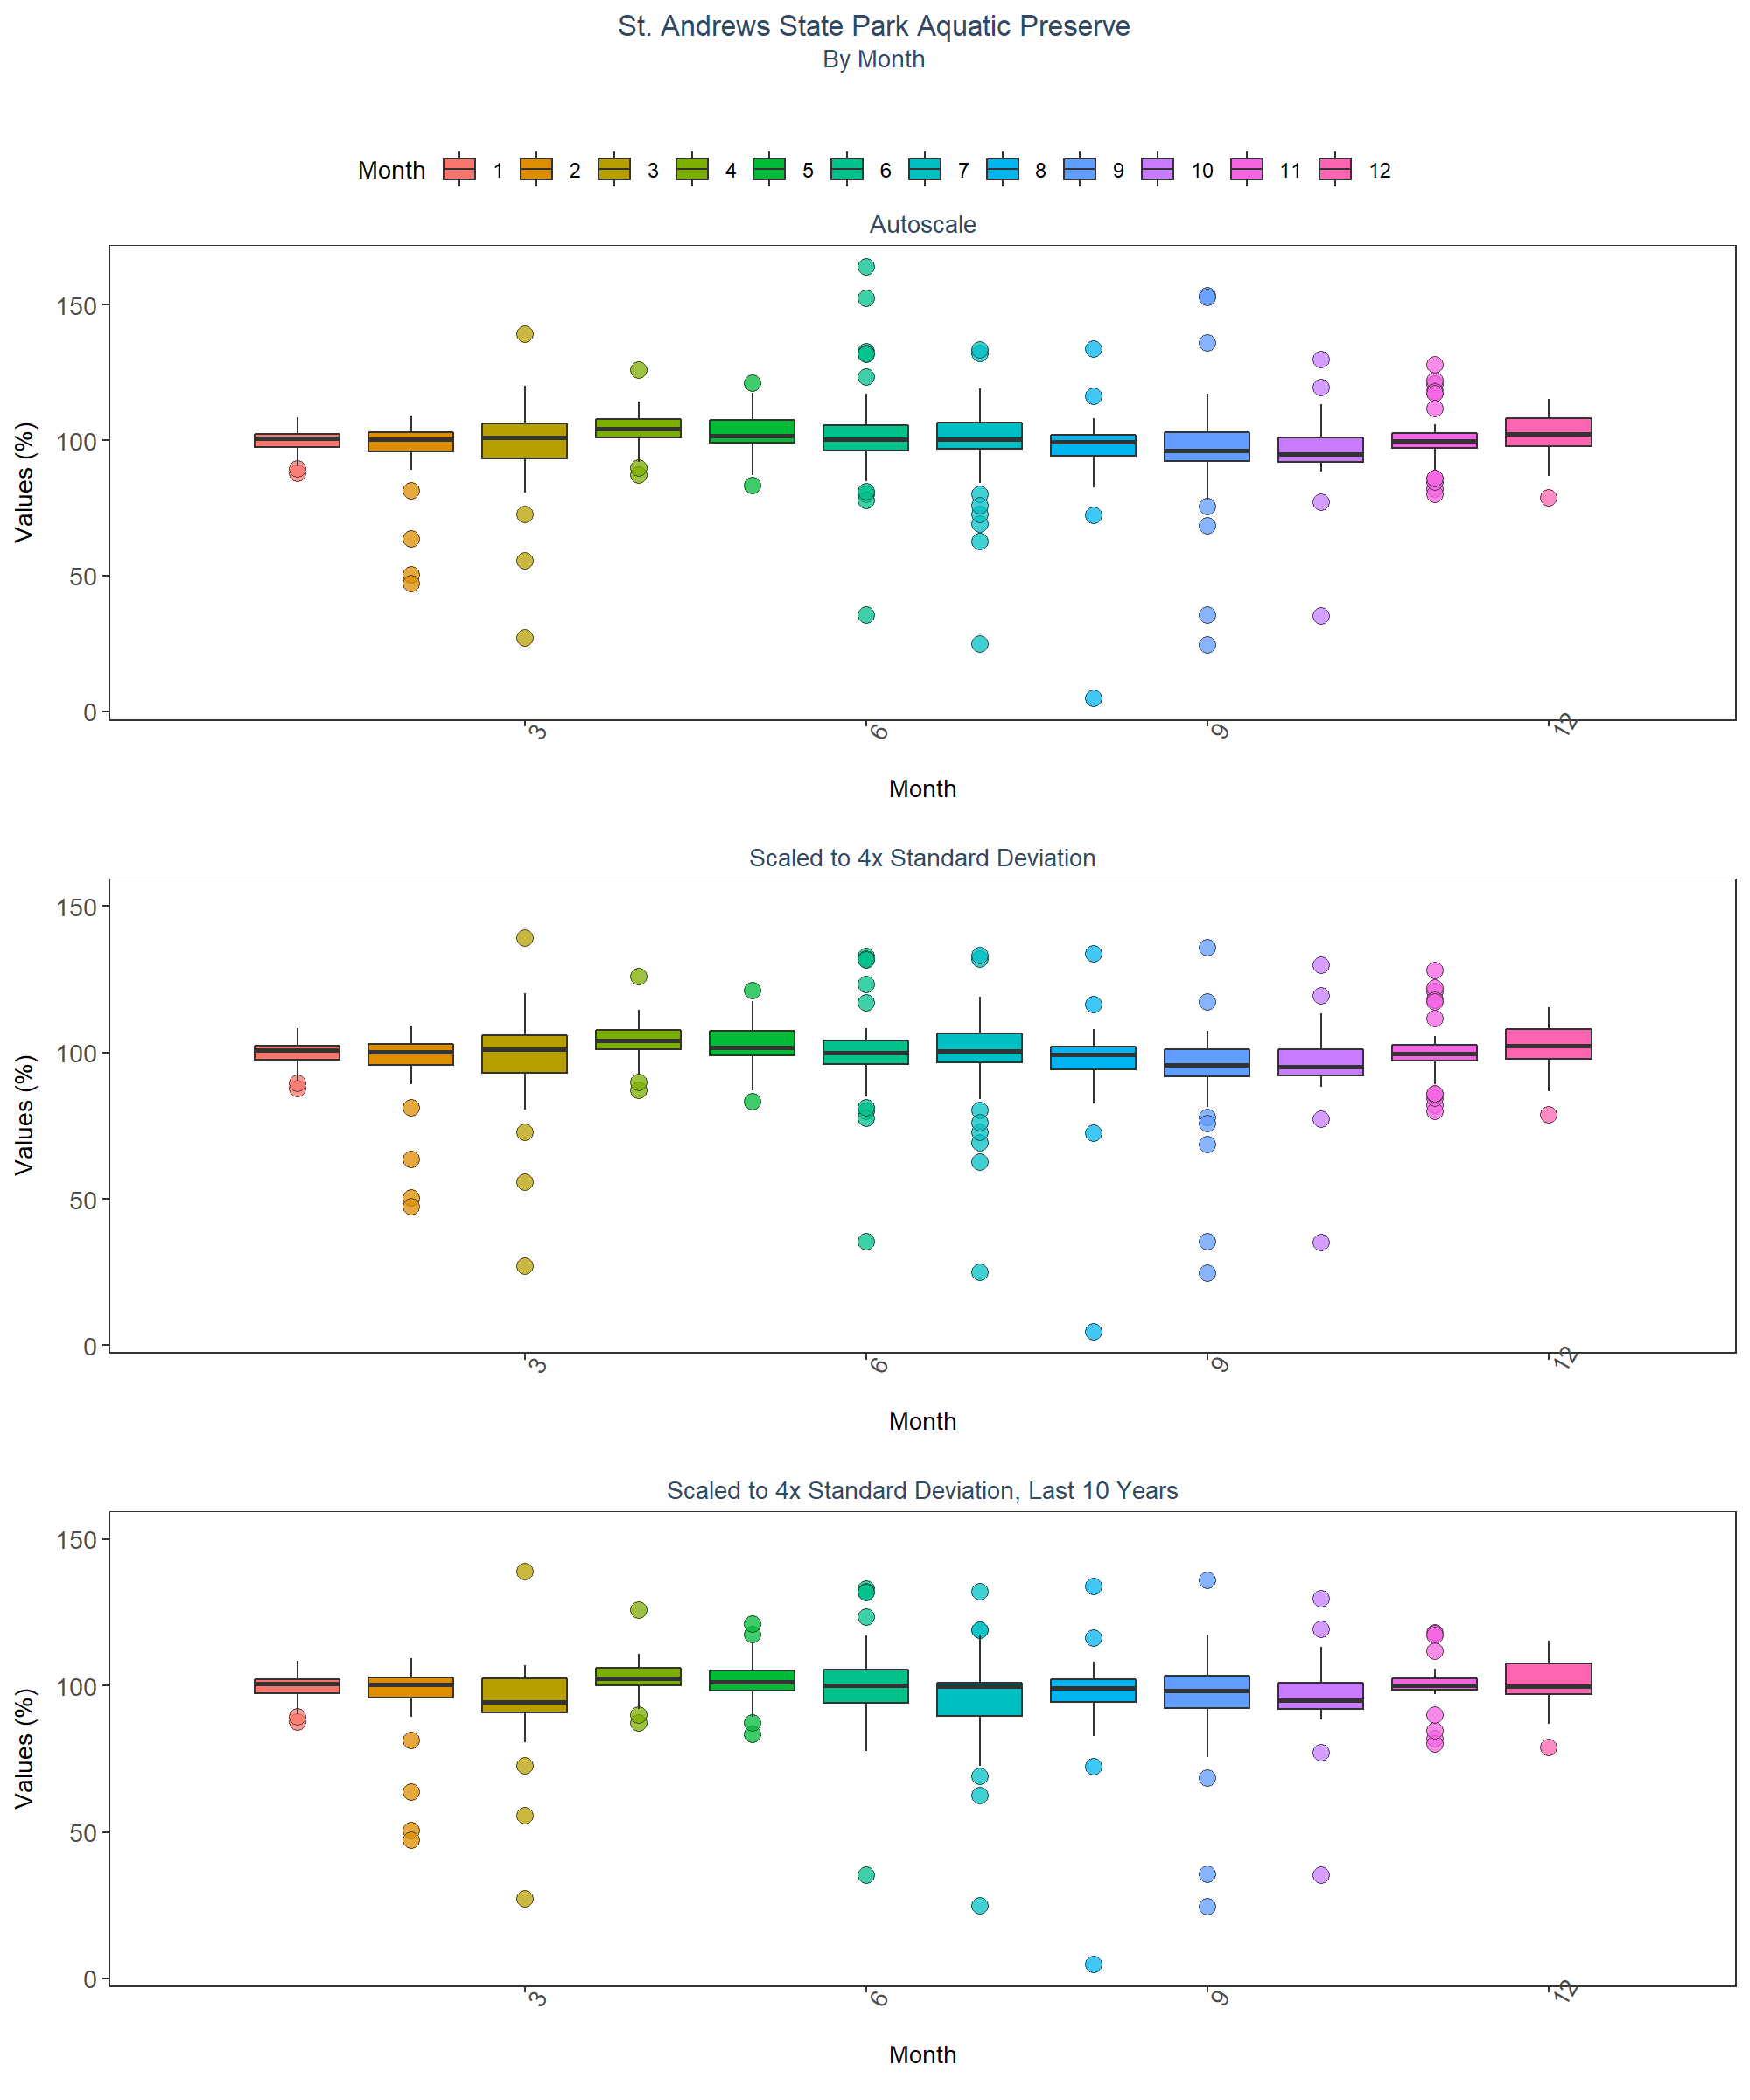 St. Andrews State Park Aquatic Preserve
By Month
Month 1 2 3 4 5 6 7 8 9 10 11 12
Autoscale
Values (%)
150
100
50
0
3 6 9 12
Month
Scaled to 4x Standard Deviation
Values (%)
150
100
50
0
3 6 9 12
Month
Scaled to 4x Standard Deviation, Last 10 Years
Values (%)
150
100
50
0
3 6 9 12
Month